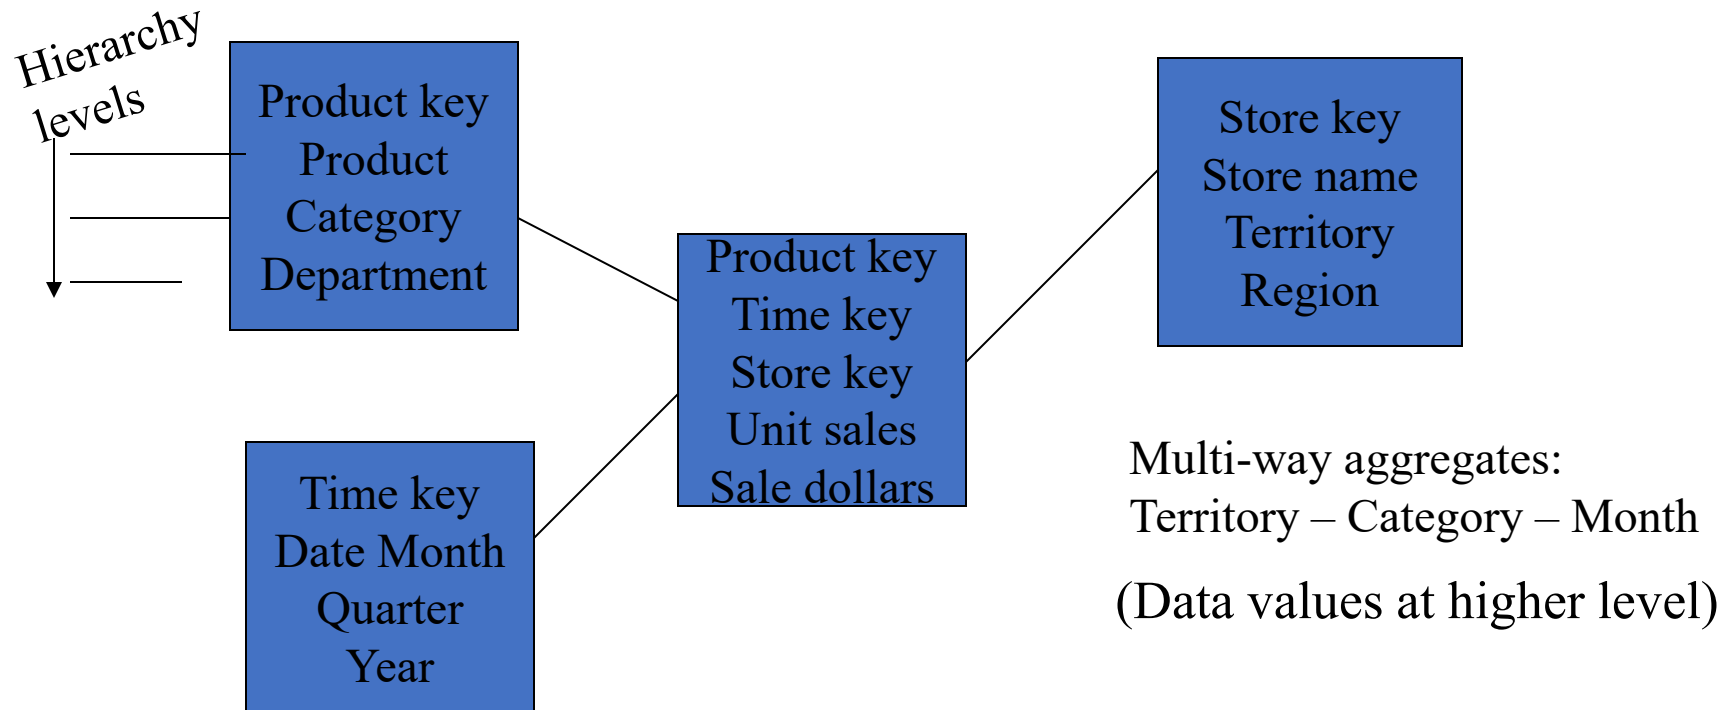 Hierarchy
levels
Product key
Product
Category
Department
Store key
Store name
Territory
Region
Product key
Time key
Store key
Unit sales
Sale dollars
Time key
Date Month
Quarter
Year
Multi-way aggregates:
Territory – Category – Month
(Data values at higher level)